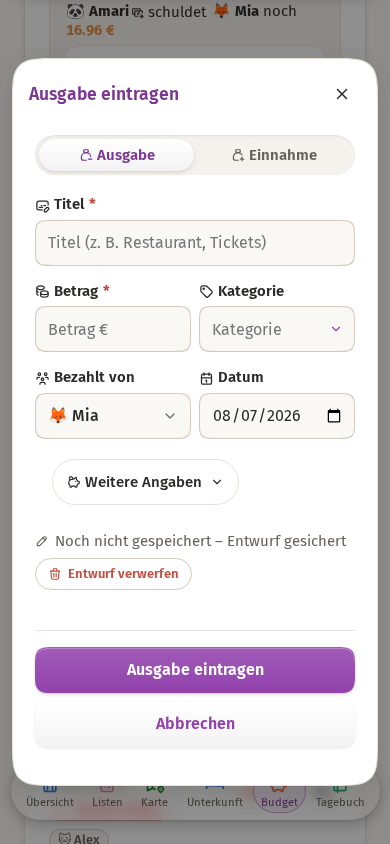 Amari schuldet Mia noch
16.96 €
Ausgabe eintragen
Ausgabe
Einnahme
Titel *
Titel (z. B. Restaurant, Tickets)
Betrag *
Kategorie
Betrag €
Kategorie
Bezahlt von
Datum
Mia
08/07/2026
Weitere Angaben
Noch nicht gespeichert – Entwurf gesichert
Entwurf verwerfen
Ausgabe eintragen
Abbrechen
Übersicht Listen Karte Unterkunft Budget Tagebuch
Alex